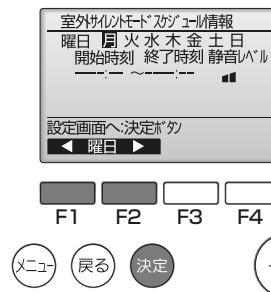 室外ｻｲﾚﾝﾄﾓｰﾄﾞｽｹｼﾞｭｰﾙ情報
曜日 月 火 水 木 金 土 日
開始時刻 終了時刻 静音ﾚﾍﾞﾙ
--:-- ~--:--
設定画面へ:決定ﾎﾞﾀﾝ
◀ 曜日 ▶
F1 F2 F3 F4
メニュー 戻る 決定